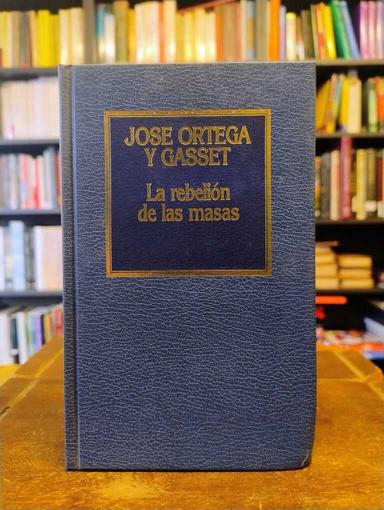 JOSE ORTEGA
Y GASSET
La rebelión
de las masas